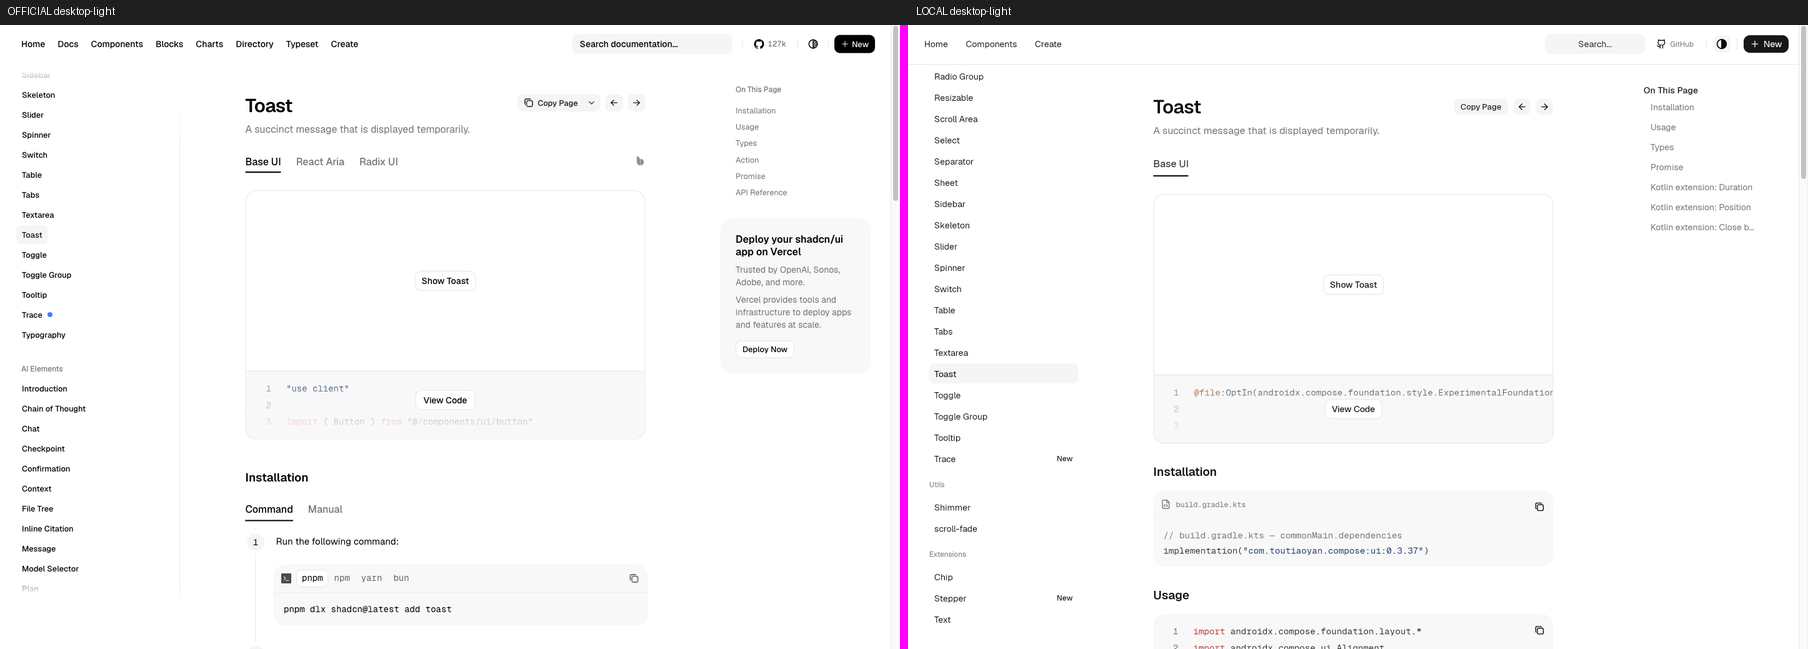 OFFICIAL desktop-light
Home Docs Components Blocks Charts Directory Typeset Create
Search documentation...
127k
+ New
Sidebar
Skeleton
Slider
Spinner
Switch
Table
Tabs
Textarea
Toast
Toggle
Toggle Group
Tooltip
Trace
Typography
AI Elements
Introduction
Chain of Thought
Chat
Checkpoint
Confirmation
Context
File Tree
Inline Citation
Message
Model Selector
Plan
Toast
Copy Page
A succinct message that is displayed temporarily.
Base UI React Aria Radix UI
Show Toast
1 "use client"
2
View Code
3 import { Button } from "@/components/ui/button"
Installation
Command Manual
1 Run the following command:
pnpm npm yarn bun
pnpm dlx shadcn@latest add toast
On This Page
Installation
Usage
Types
Action
Promise
API Reference
Deploy your shadcn/ui
app on Vercel
Trusted by OpenAI, Sonos,
Adobe, and more.
Vercel provides tools and
infrastructure to deploy apps
and features at scale.
Deploy Now
LOCAL desktop-light
Home Components Create
Search...
GitHub
+ New
Radio Group
Resizable
Scroll Area
Select
Separator
Sheet
Sidebar
Skeleton
Slider
Spinner
Switch
Table
Tabs
Textarea
Toast
Toggle
Toggle Group
Tooltip
Trace New
Utils
Shimmer
scroll-fade
Extensions
Chip
Stepper New
Text
Toast
Copy Page
A succinct message that is displayed temporarily.
Base UI
Show Toast
1 @file:OptIn(androidx.compose.foundation.style.ExperimentalFoundation
2
View Code
3
Installation
build.gradle.kts
// build.gradle.kts — commonMain.dependencies
implementation("com.toutiaoyan.compose:ui:0.3.37")
Usage
1 import androidx.compose.foundation.layout.*
2 import androidx.compose.ui.Alignment
On This Page
Installation
Usage
Types
Promise
Kotlin extension: Duration
Kotlin extension: Position
Kotlin extension: Close b...